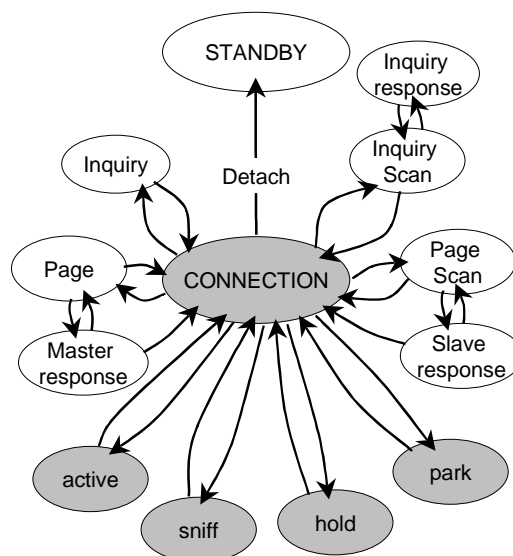 STANDBY
Inquiry
response
Inquiry
Detach
Inquiry
Scan
Page
CONNECTION
Page
Scan
Master
response
Slave
response
active
sniff
hold
park